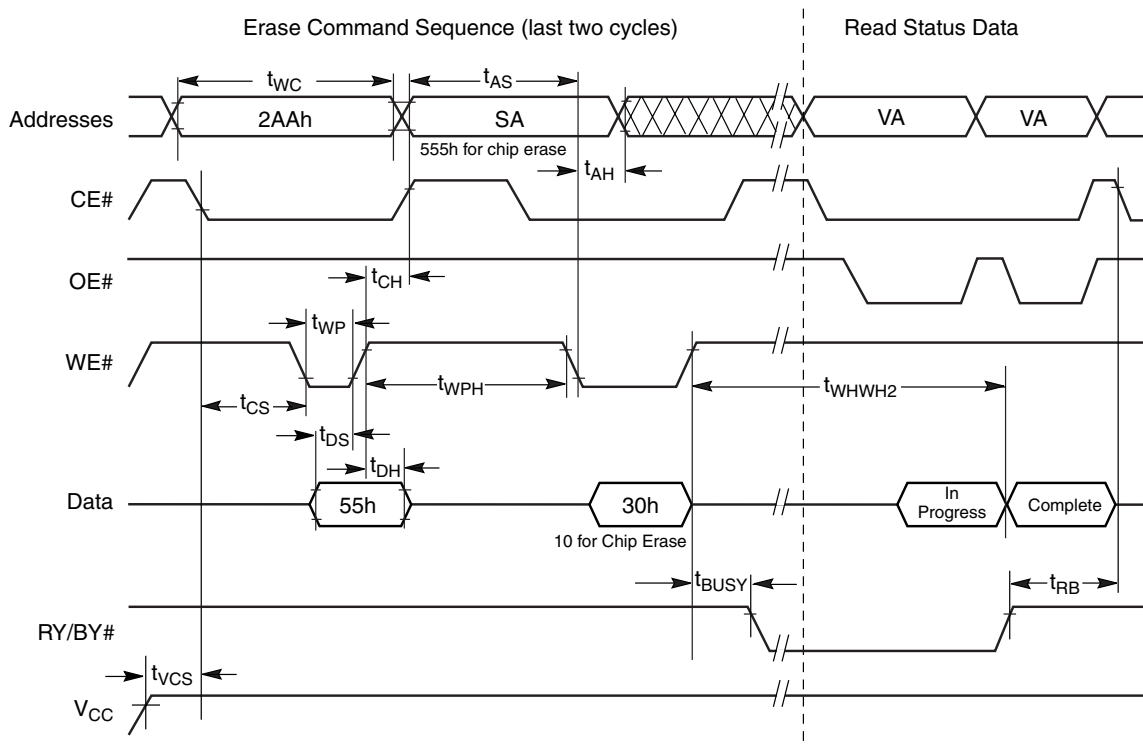 Erase Command Sequence (last two cycles)
Read Status Data
tWC
tAS
Addresses
2AAh
SA
VA
VA
555h for chip erase
tAH
CE#
OE#
tCH
tWP
WE#
tWPH
tWHWH2
tCS
tDS
tDH
Data
55h
30h
In
Progress
Complete
10 for Chip Erase
tBUSY
tRB
RY/BY#
tVCS
VCC